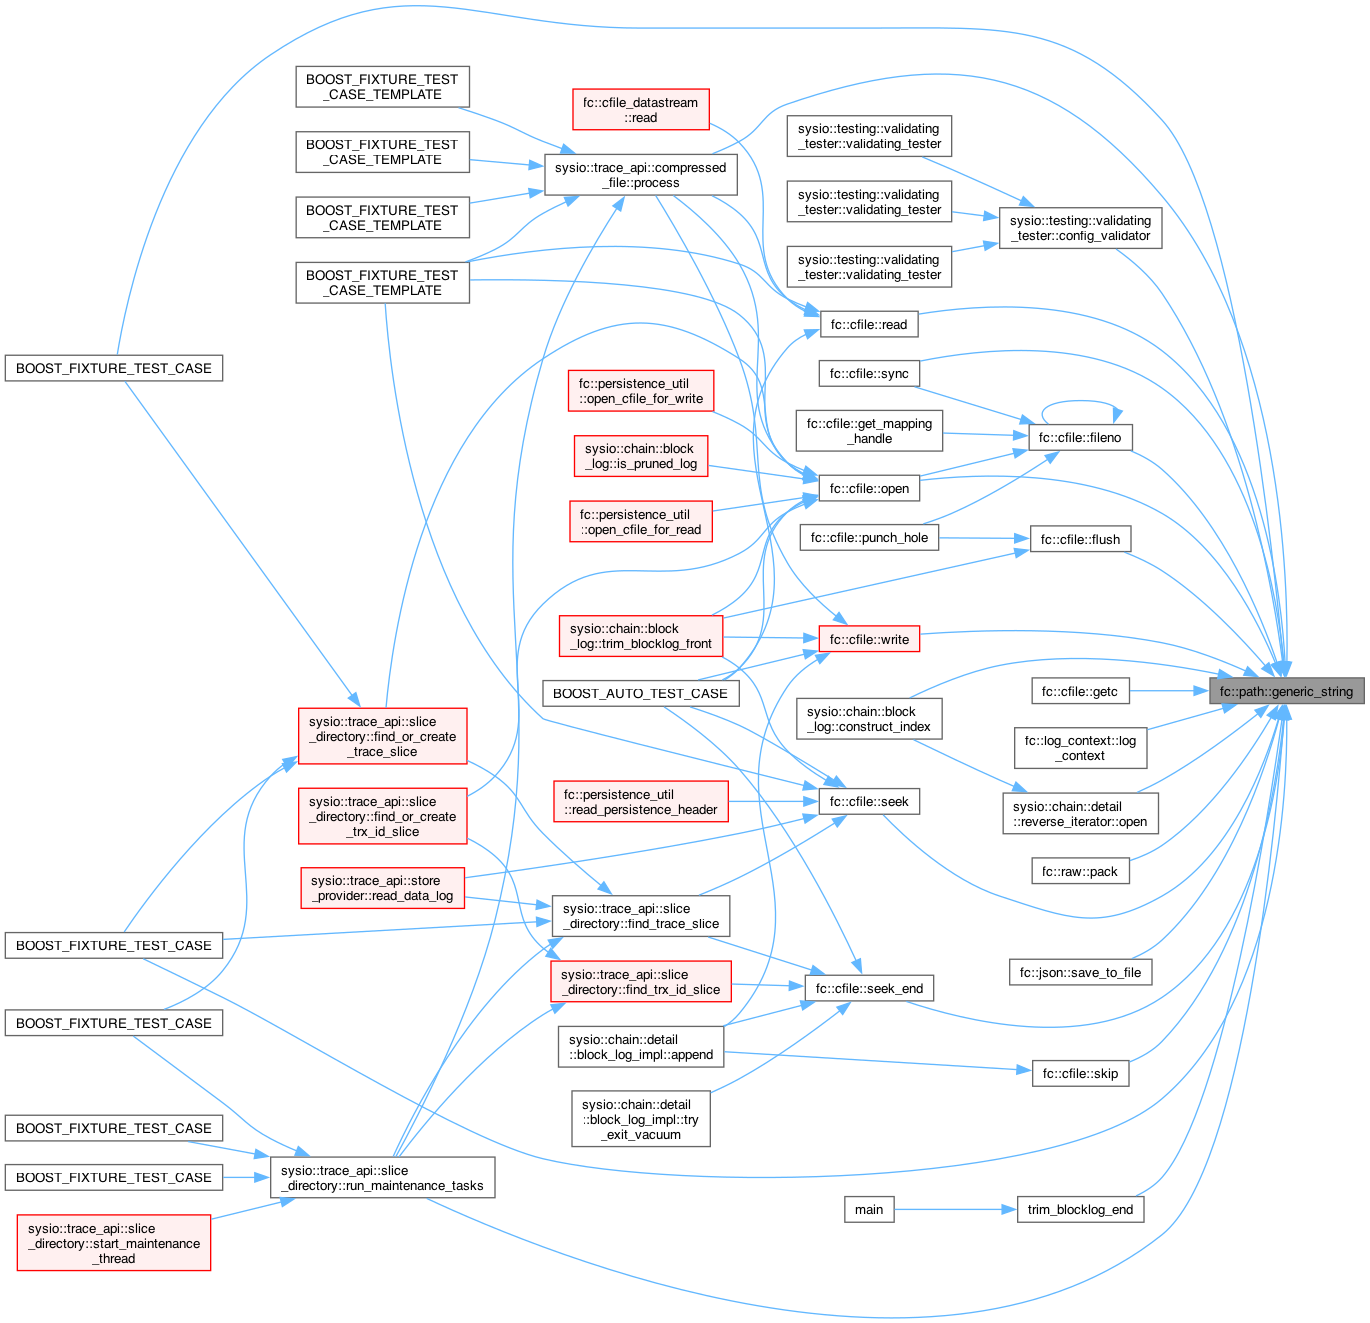 BOOST_FIXTURE_TEST
_CASE_TEMPLATE
BOOST_FIXTURE_TEST
_CASE_TEMPLATE
BOOST_FIXTURE_TEST
_CASE_TEMPLATE
BOOST_FIXTURE_TEST
_CASE_TEMPLATE
fc::cfile_datastream
::read
sysio::trace_api::compressed
_file::process
sysio::testing::validating
_tester::validating_tester
sysio::testing::validating
_tester::validating_tester
sysio::testing::validating
_tester::validating_tester
sysio::testing::validating
_tester::config_validator
fc::cfile::read
BOOST_FIXTURE_TEST_CASE
fc::cfile::sync
fc::persistence_util
::open_cfile_for_write
fc::cfile::get_mapping
_handle
fc::cfile::fileno
sysio::chain::block
_log::is_pruned_log
fc::cfile::open
fc::persistence_util
::open_cfile_for_read
fc::cfile::punch_hole
fc::cfile::flush
sysio::chain::block
_log::trim_blocklog_front
fc::cfile::write
BOOST_AUTO_TEST_CASE
fc::cfile::getc
fc::path::generic_string
sysio::chain::block
_log::construct_index
fc::log_context::log
_context
sysio::trace_api::slice
_directory::find_or_create
_trace_slice
sysio::trace_api::slice
_directory::find_or_create
_trx_id_slice
fc::persistence_util
::read_persistence_header
fc::cfile::seek
sysio::chain::detail
::reverse_iterator::open
fc::raw::pack
sysio::trace_api::store
_provider::read_data_log
sysio::trace_api::slice
_directory::find_trace_slice
BOOST_FIXTURE_TEST_CASE
fc::json::save_to_file
sysio::trace_api::slice
_directory::find_trx_id_slice
fc::cfile::seek_end
BOOST_FIXTURE_TEST_CASE
sysio::chain::detail
::block_log_impl::append
fc::cfile::skip
sysio::chain::detail
::block_log_impl::try
_exit_vacuum
BOOST_FIXTURE_TEST_CASE
BOOST_FIXTURE_TEST_CASE
sysio::trace_api::slice
_directory::run_maintenance_tasks
main
trim_blocklog_end
sysio::trace_api::slice
_directory::start_maintenance
_thread